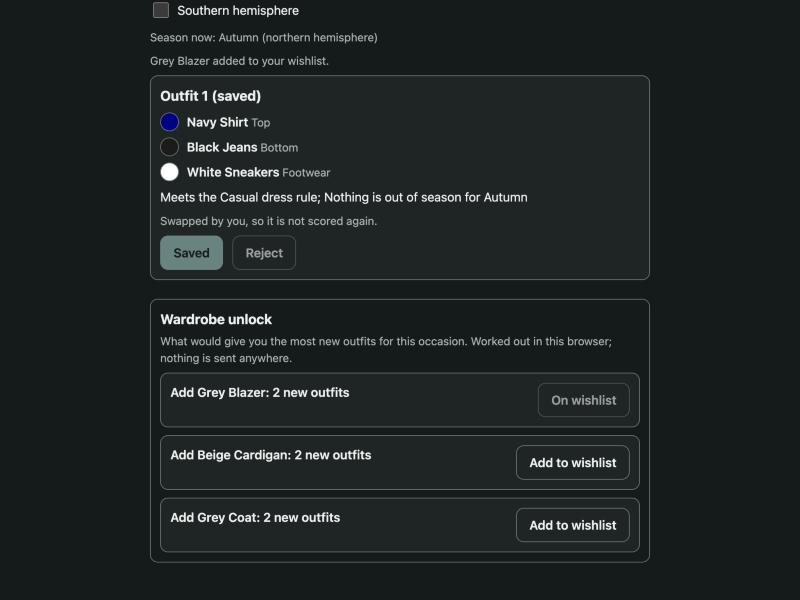 Southern hemisphere
Season now: Autumn (northern hemisphere)
Grey Blazer added to your wishlist.
Outfit 1 (saved)
Navy Shirt Top
Black Jeans Bottom
White Sneakers Footwear
Meets the Casual dress rule; Nothing is out of season for Autumn
Swapped by you, so it is not scored again.
Saved Reject
Wardrobe unlock
What would give you the most new outfits for this occasion. Worked out in this browser;
nothing is sent anywhere.
Add Grey Blazer: 2 new outfits On wishlist
Add Beige Cardigan: 2 new outfits Add to wishlist
Add Grey Coat: 2 new outfits Add to wishlist